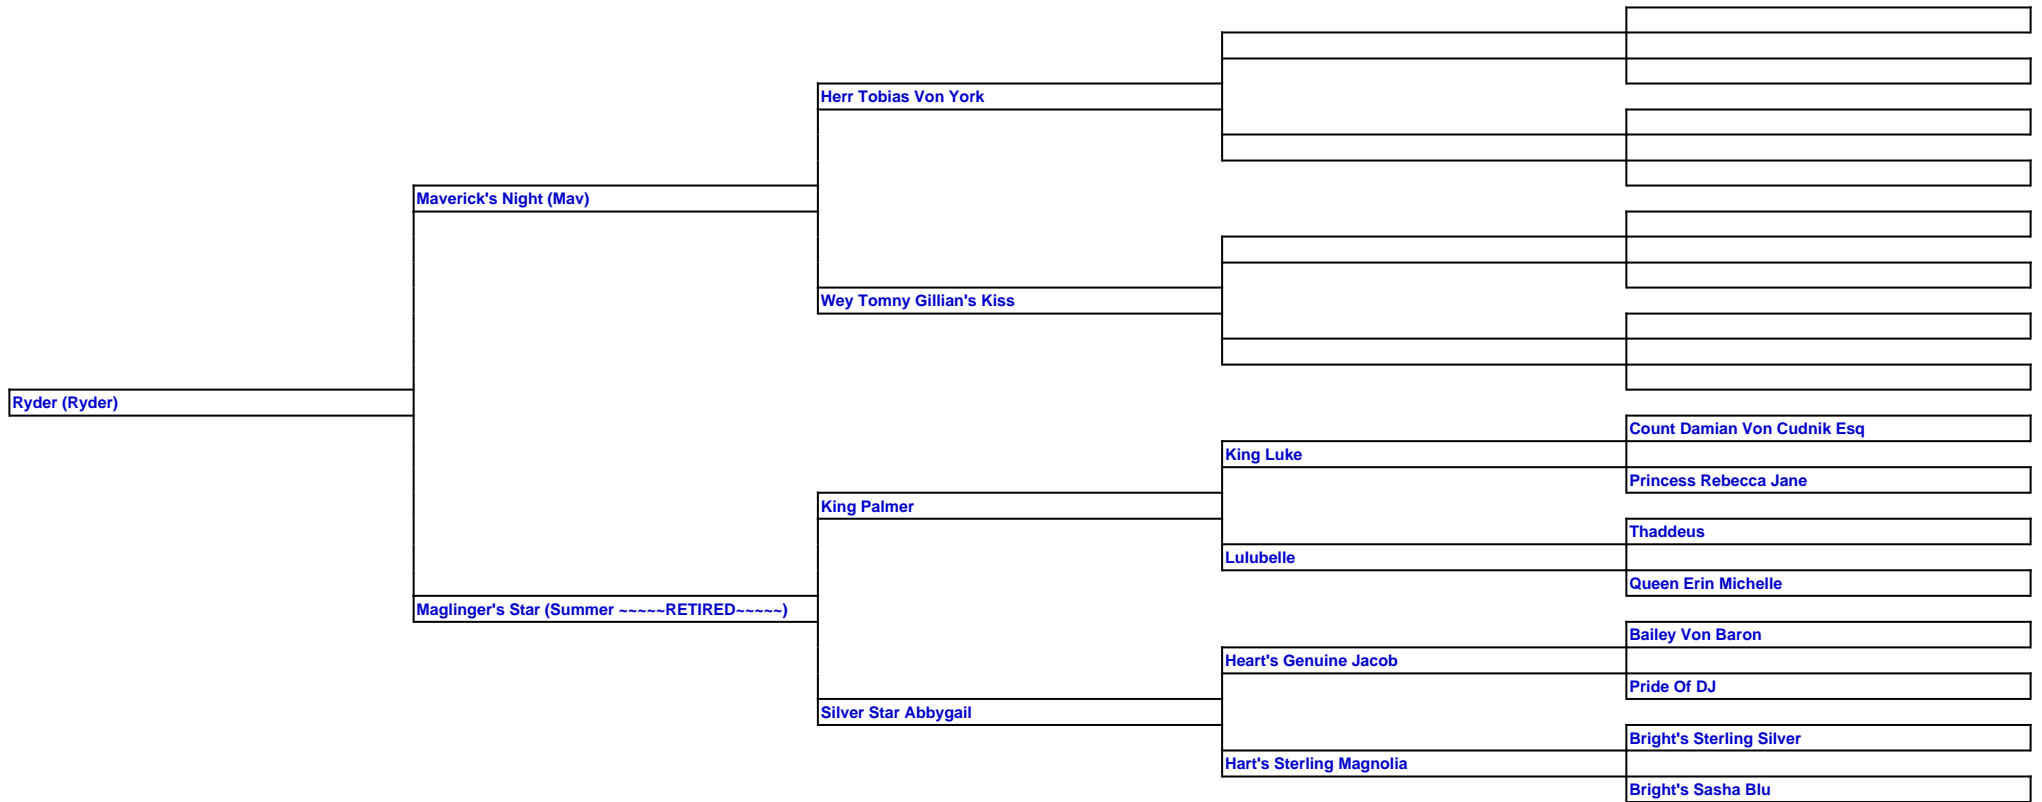 Herr Tobias Von York
Maverick's Night (Mav)
Wey Tomny Gillian's Kiss
Ryder (Ryder)
Count Damian Von Cudnik Esq
King Luke
Princess Rebecca Jane
King Palmer
Thaddeus
Lulubelle
Queen Erin Michelle
Maglinger's Star (Summer ~~~~~RETIRED~~~~~)
Bailey Von Baron
Heart's Genuine Jacob
Pride Of DJ
Silver Star Abbygail
Bright's Sterling Silver
Hart's Sterling Magnolia
Bright's Sasha Blu